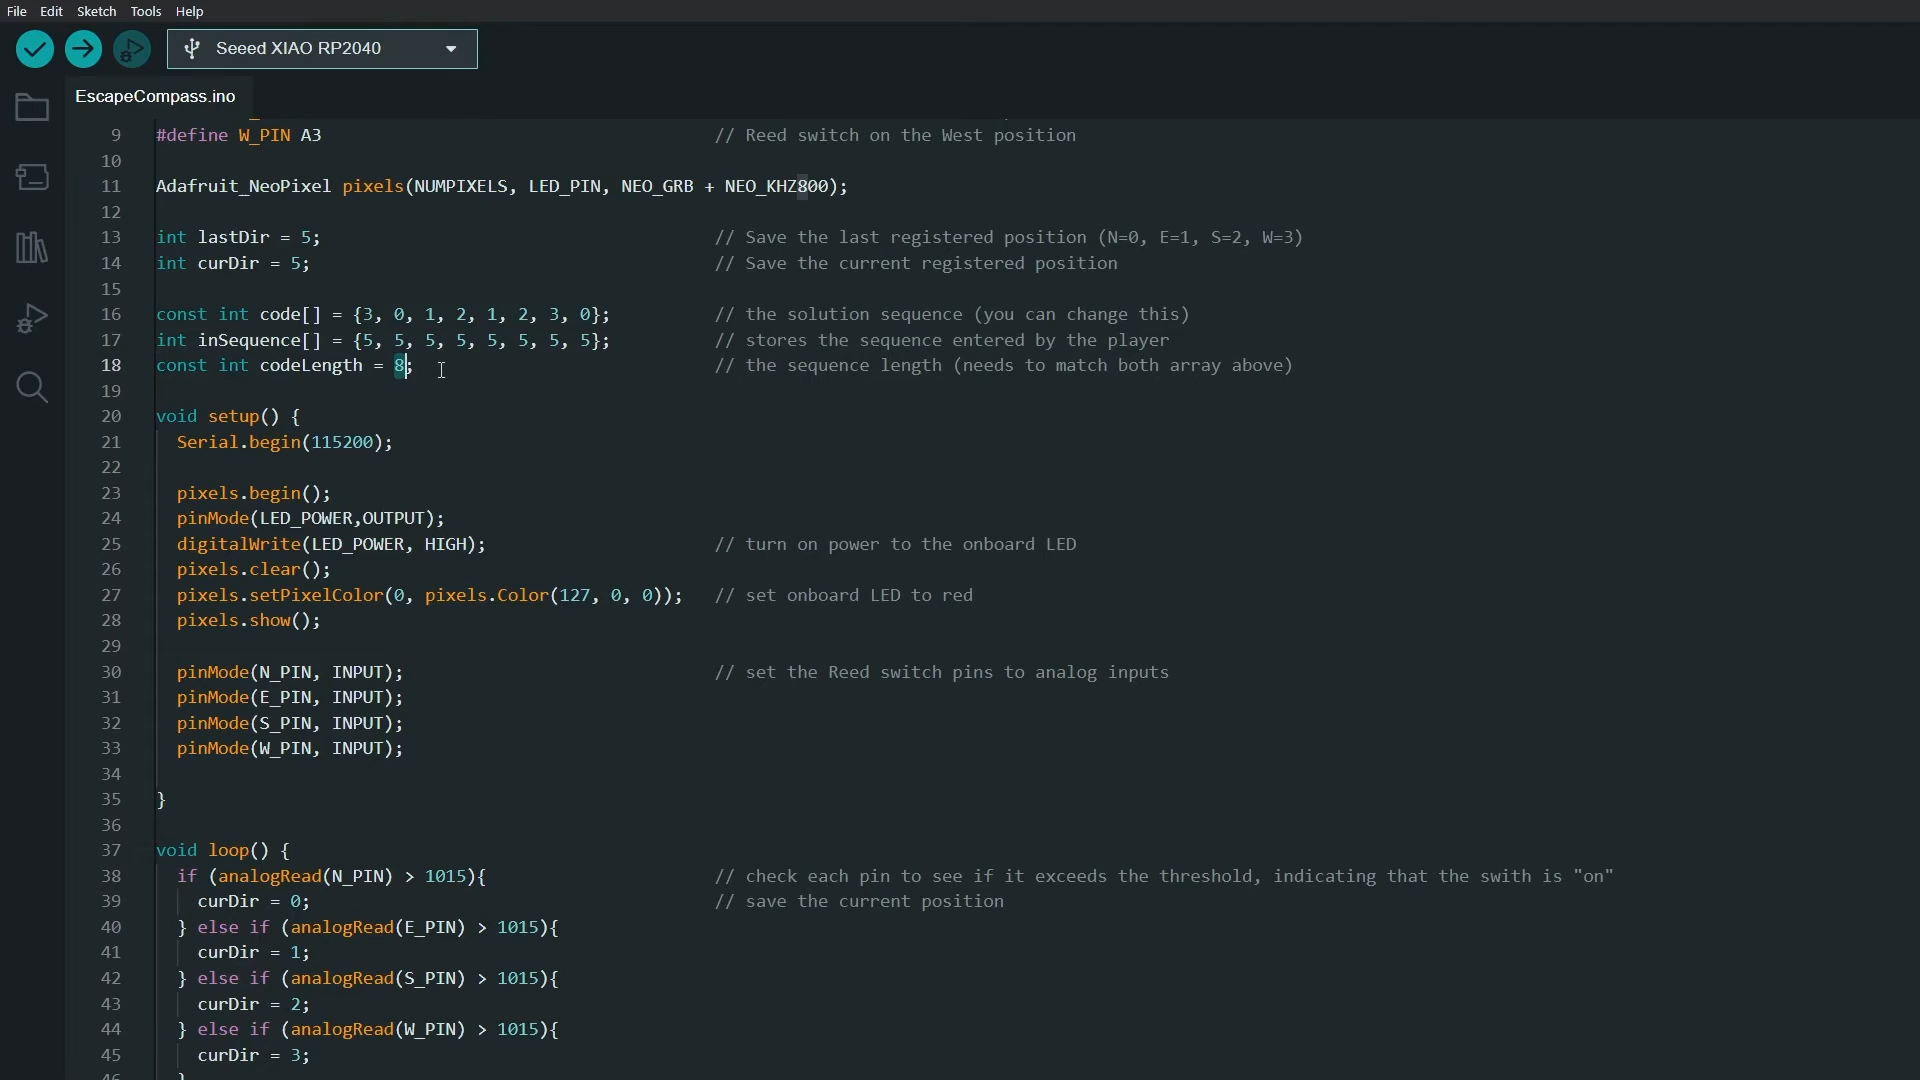 File Edit Sketch Tools Help
Seeed XIAO RP2040
EscapeCompass.ino
9 #define W_PIN A3 // Reed switch on the West position
10
11 Adafruit_NeoPixel pixels(NUMPIXELS, LED_PIN, NEO_GRB + NEO_KHZ800);
12
13 int lastDir = 5; // Save the last registered position (N=0, E=1, S=2, W=3)
14 int curDir = 5; // Save the current registered position
15
16 const int code[] = {3, 0, 1, 2, 1, 2, 3, 0}; // the solution sequence (you can change this)
17 int inSequence[] = {5, 5, 5, 5, 5, 5, 5, 5}; // stores the sequence entered by the player
18 const int codeLength = 8; // the sequence length (needs to match both array above)
19
20 void setup() {
21 Serial.begin(115200);
22
23 pixels.begin();
24 pinMode(LED_POWER,OUTPUT);
25 digitalWrite(LED_POWER, HIGH); // turn on power to the onboard LED
26 pixels.clear();
27 pixels.setPixelColor(0, pixels.Color(127, 0, 0)); // set onboard LED to red
28 pixels.show();
29
30 pinMode(N_PIN, INPUT); // set the Reed switch pins to analog inputs
31 pinMode(E_PIN, INPUT);
32 pinMode(S_PIN, INPUT);
33 pinMode(W_PIN, INPUT);
34
35 }
36
37 void loop() {
38 if (analogRead(N_PIN) > 1015){ // check each pin to see if it exceeds the threshold, indicating that the swith is "on"
39 curDir = 0; // save the current position
40 } else if (analogRead(E_PIN) > 1015){
41 curDir = 1;
42 } else if (analogRead(S_PIN) > 1015){
43 curDir = 2;
44 } else if (analogRead(W_PIN) > 1015){
45 curDir = 3;
46 }